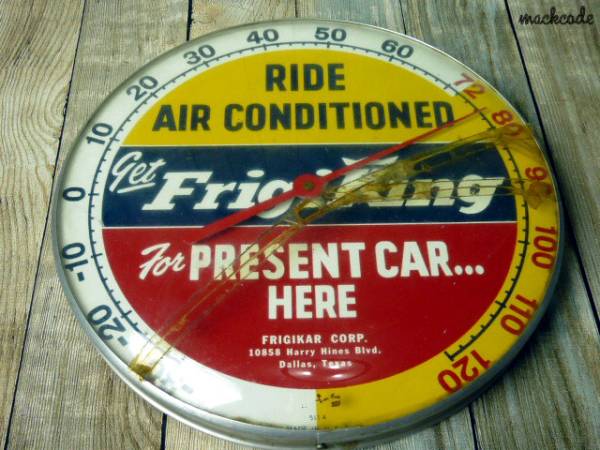 mackcode
RIDE
AIR CONDITIONED
Get FrigiKing
For PRESENT CAR...
HERE
FRIGIKAR CORP.
10858 Harry Hines Blvd.
Dallas, Texas
-20
-10
0
10
20
30
40
50
60
72
80
90
100
110
120